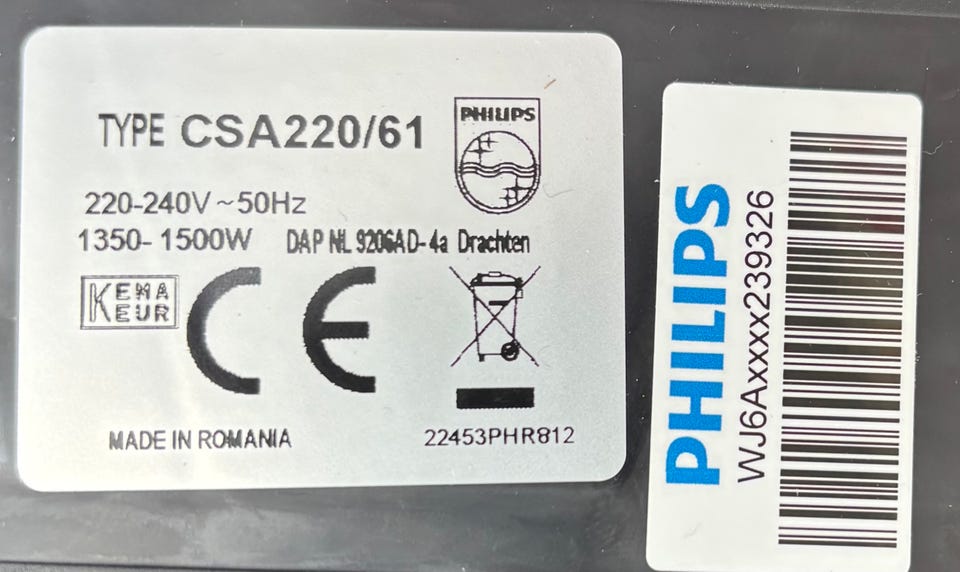 TYPE CSA220/61
PHILIPS
220-240V ~ 50Hz
1350- 1500W DAP NL 9206AD- 4a Drachten
KEMA
KEUR
CE
MADE IN ROMANIA
22453PHR812
PHILIPS
WJ6Axxxx239326